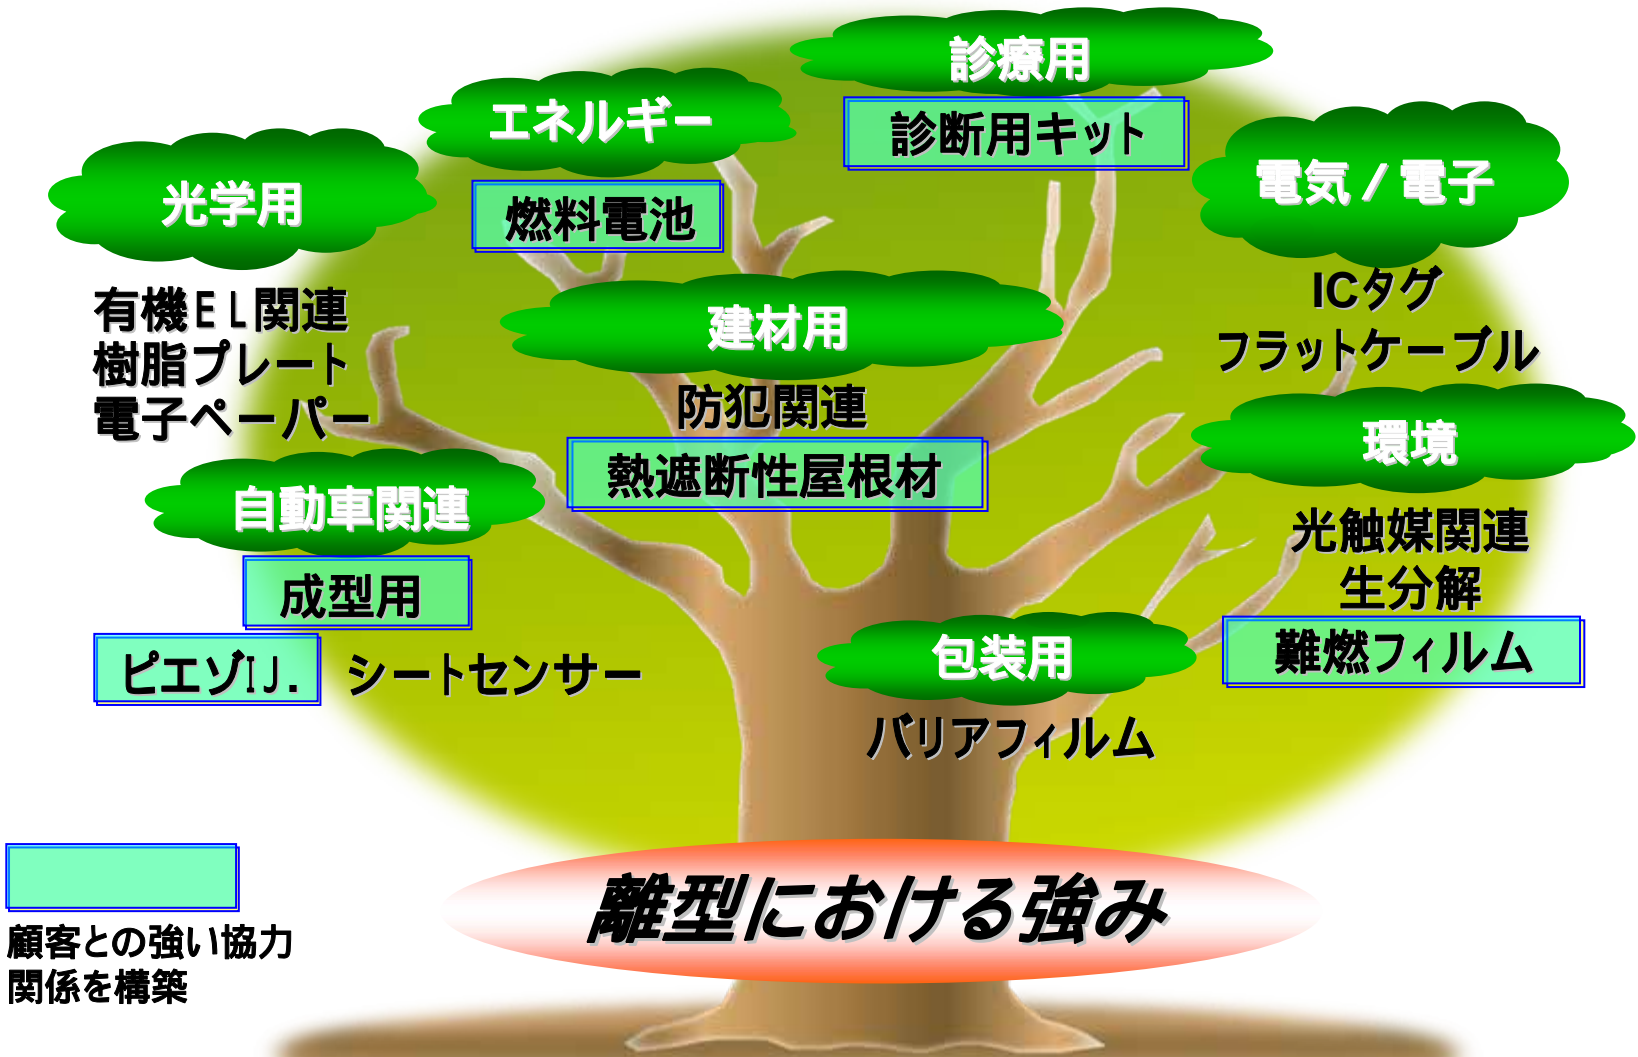 診療用
診断用キット
エネルギー
燃料電池
電気/電子
ICタグ
フラットケーブル
光学用
有機EL関連
樹脂プレート
電子ペーパー
建材用
防犯関連
熱遮断性屋根材
環境
光触媒関連
生分解
難燃フィルム
自動車関連
成型用
ピエゾIJ.
シートセンサー
包装用
バリアフィルム
離型における強み
顧客との強い協力
関係を構築